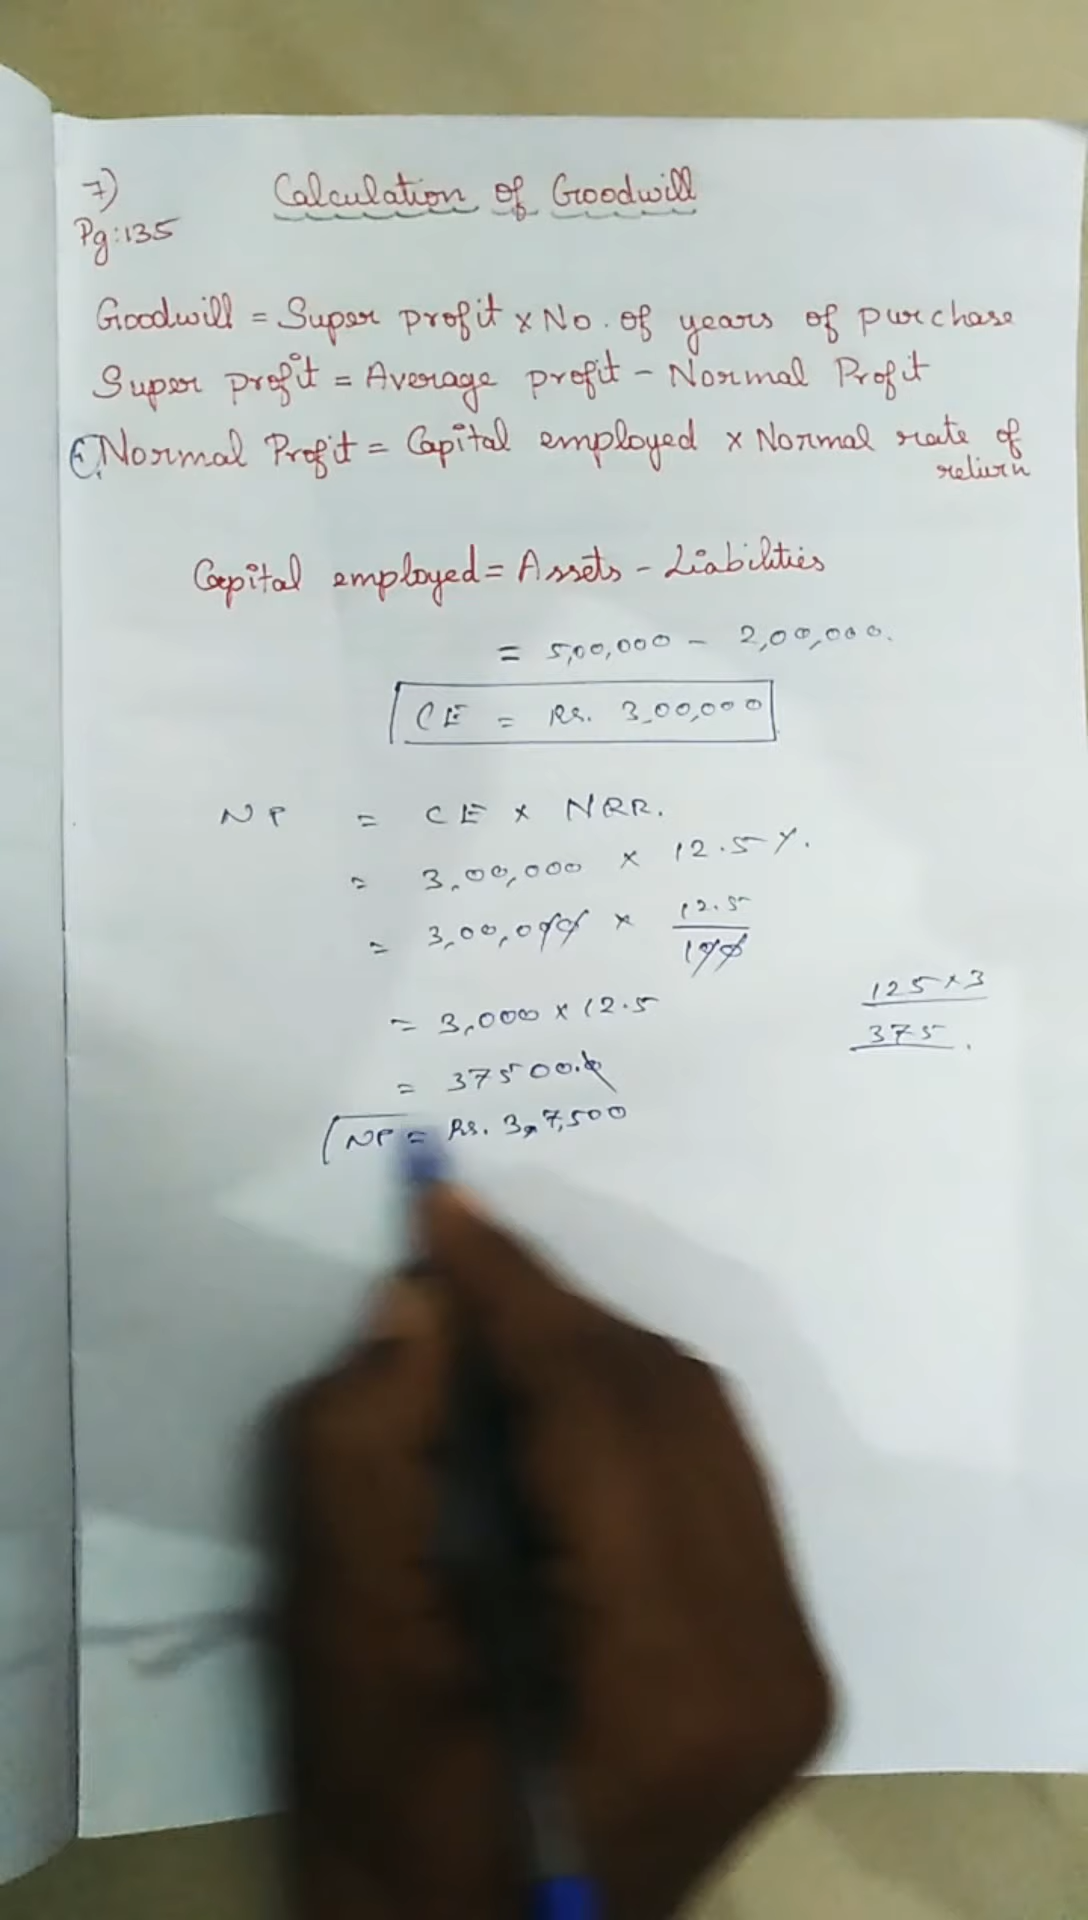 7)
Calculation of Goodwill
Pg:135
Goodwill = Super profit x No. of years of purchase
Super profit = Average profit - Normal Profit
Normal Profit = Capital employed x Normal rate of
return
Capital employed = Assets - Liabilities
= 5,00,000 - 2,00,000.
CE = Rs. 3,00,000
NP = CE x NRR.
= 3,00,000 x 12.5%.
= 3,00,000 x 12.5
100
125x3
= 3,000 x 12.5
375.
= 37500.
NP = Rs. 37,500